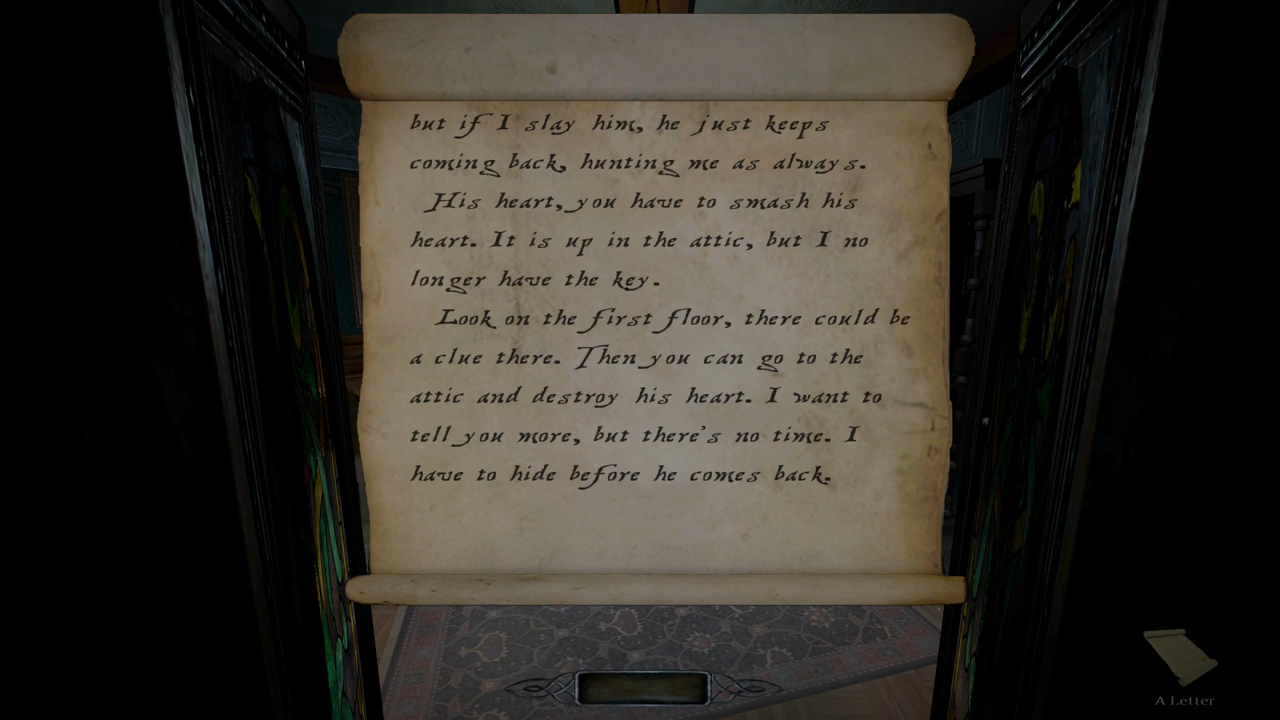 but if I slay him, he just keeps
coming back, hunting me as always.
His heart, you have to smash his
heart. It is up in the attic, but I no
longer have the key.
Look on the first floor, there could be
a clue there. Then you can go to the
attic and destroy his heart. I want to
tell you more, but there's no time. I
have to hide before he comes back.
A Letter